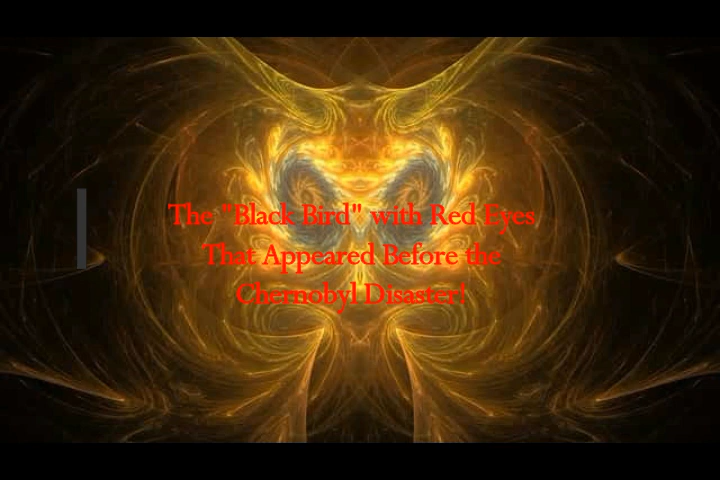 The "Black Bird" with Red Eyes
That Appeared Before the
Chernobyl Disaster!